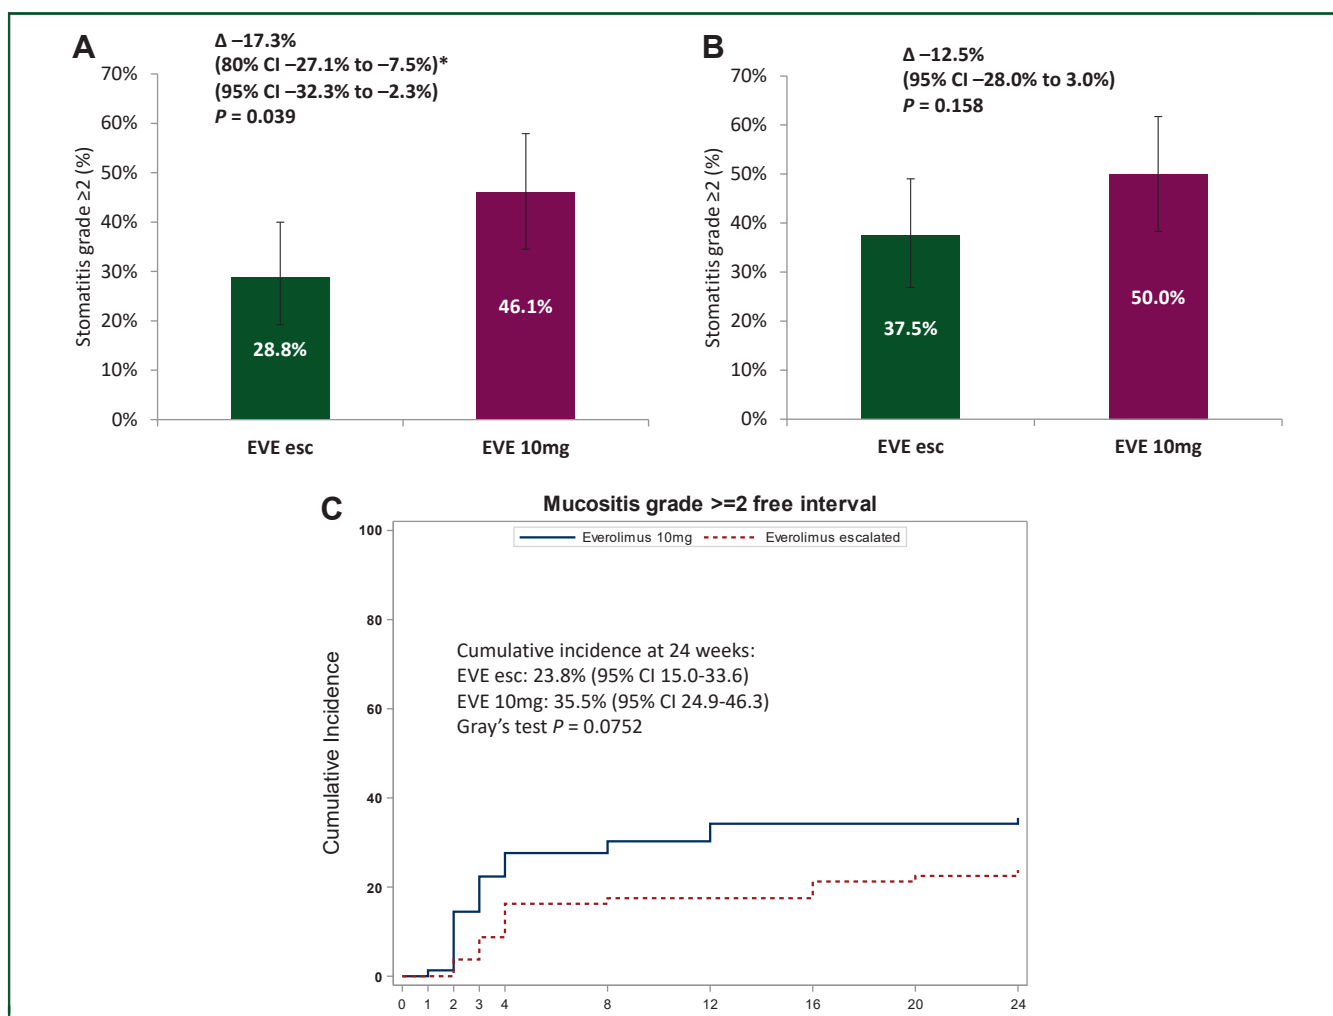 A
Δ –17.3%
(80% CI –27.1% to –7.5%)*
(95% CI –32.3% to –2.3%)
P = 0.039
Stomatitis grade ≥2 (%)
70%
60%
50%
40%
30%
20%
10%
0%
28.8%
46.1%
EVE esc
EVE 10mg
B
Δ –12.5%
(95% CI –28.0% to 3.0%)
P = 0.158
Stomatitis grade ≥2 (%)
70%
60%
50%
40%
30%
20%
10%
0%
37.5%
50.0%
EVE esc
EVE 10mg
C
Mucositis grade >=2 free interval
Everolimus 10mg
Everolimus escalated
Cumulative incidence at 24 weeks:
EVE esc: 23.8% (95% CI 15.0-33.6)
EVE 10mg: 35.5% (95% CI 24.9-46.3)
Gray's test P = 0.0752
Cumulative Incidence
100
80
60
40
20
0
0 1 2 3 4 8 12 16 20 24